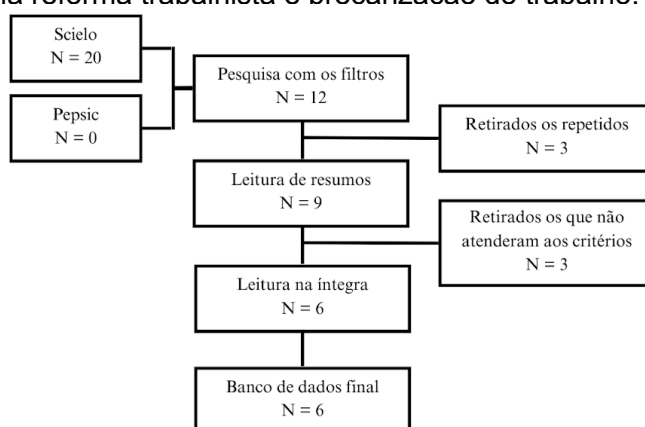 reforma trabalhista e
do trabalho.
Scielo
N = 20
Pesquisa com os filtros
N = 12
Pepsic
N = 0
Retirados os repetidos
N = 3
Leitura de resumos
N = 9
Retirados os que não
atenderam aos critérios
N = 3
Leitura na íntegra
N = 6
Banco de dados final
N = 6